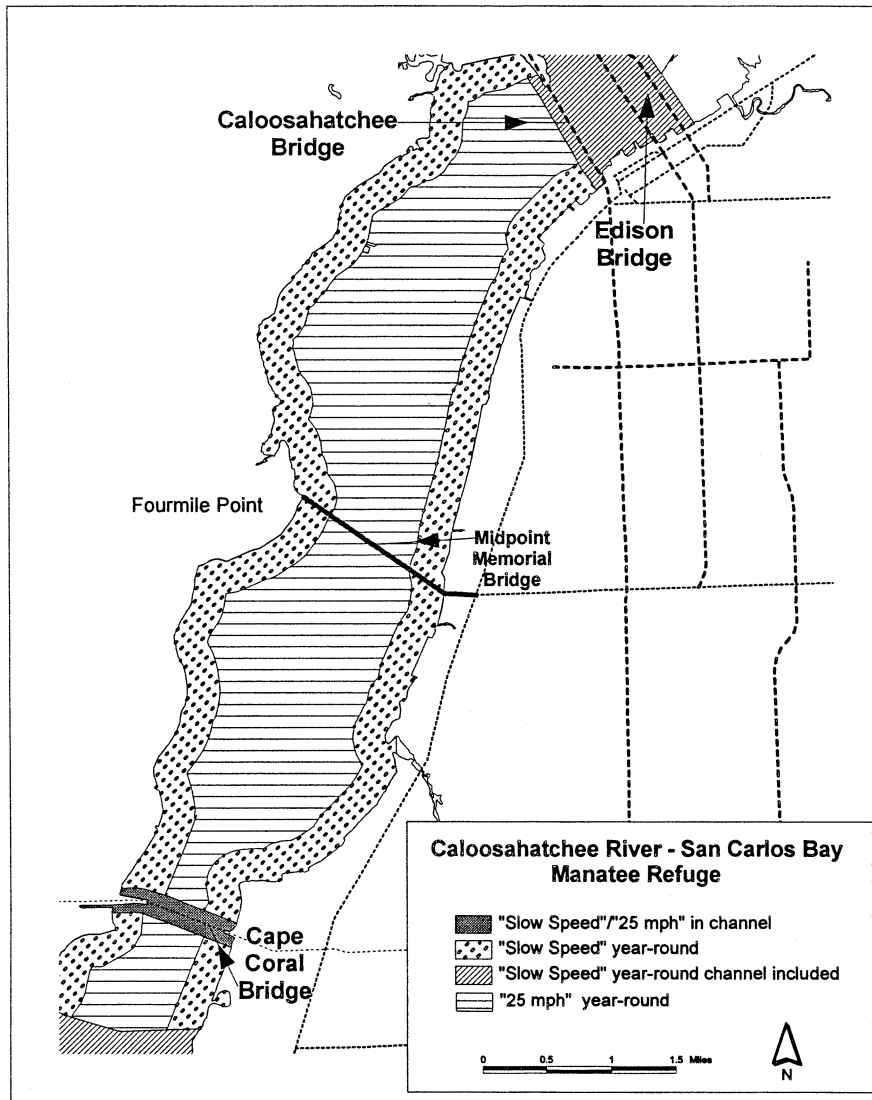 Caloosahatchee
Bridge
Edison
Bridge
Fourmile Point
Midpoint
Memorial
Bridge
Cape
Coral
Bridge
Caloosahatchee River - San Carlos Bay
Manatee Refuge
"Slow Speed"/"25 mph" in channel
"Slow Speed" year-round
"Slow Speed" year-round channel included
"25 mph" year-round
0 0.5 1 1.5 Miles
N